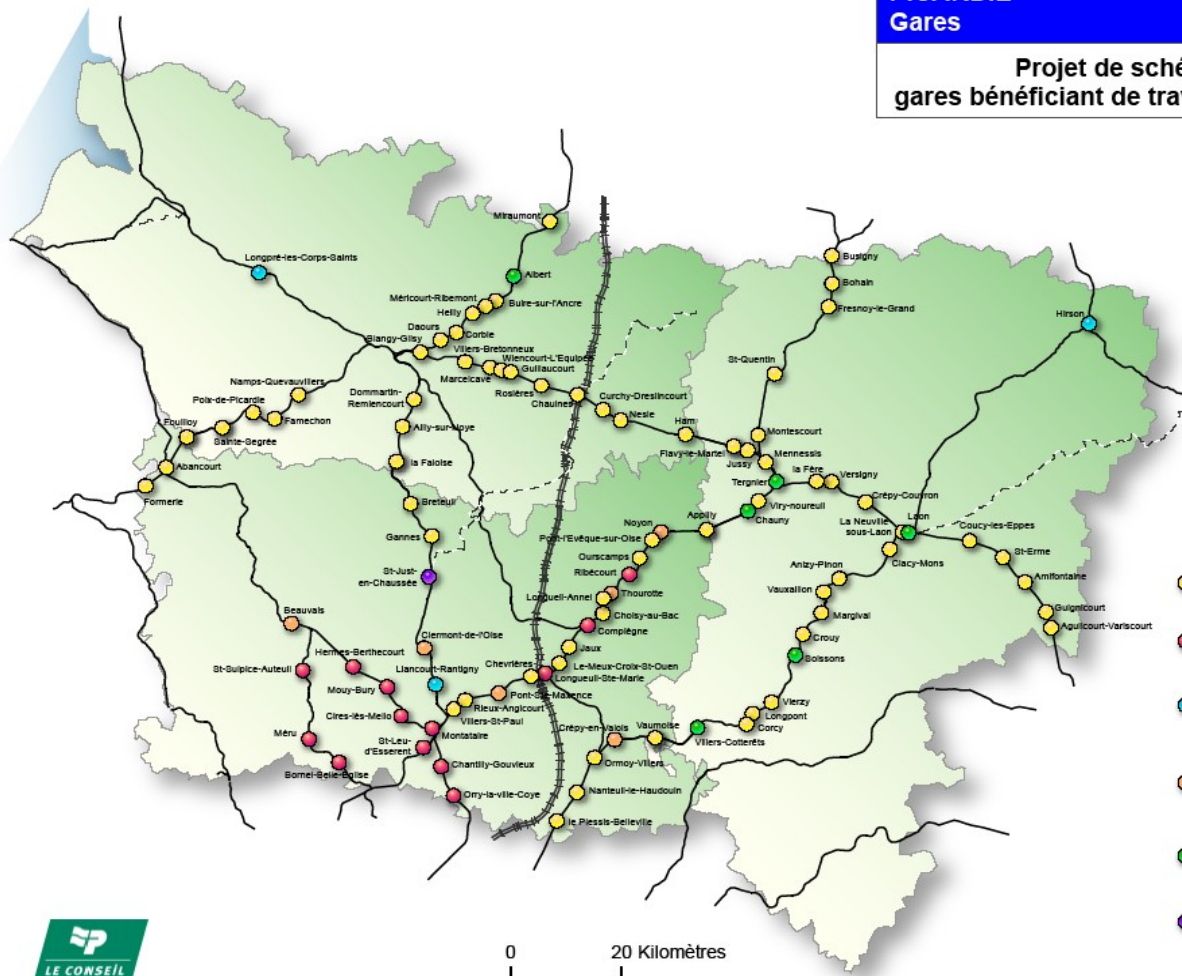 Gares
Projet de sché
gares bénéficiant de trav
Miraumont
Longpré-les-Corps-Saints
Albert
Busigny
Bohain
Fresnoy-le-Grand
Hirson
Méricourt-Ribemont
Buire-sur-l'Ancre
Heilly
Daours
Corbie
Blangy-Glisy
Villers-Bretonneux
Wiencourt-L'Equipée
Marcelcave
Guillaucourt
Rosières
Chaulnes
St-Quentin
Namps-Quevauvillers
Dommartin-
Remiencourt
Curchy-Dreslincourt
Nesle
Poix-de-Picardie
Famechon
Fouilloy
Sainte-Segrée
Ailly-sur-Noye
Ham
Montescourt
Flavy-le-Martel
Jussy
Mennessis
Abancourt
la Faloise
Tergnier
la Fère
Versigny
Formerie
Breteuil
Viry-noureuil
Chauny
Crépy-Couvron
Noyon
Appilly
La Neuville
sous-Laon
Laon
Coucy-les-Eppes
Gannes
Pont-l'Evêque-sur-Oise
Ourscamps
Clacy-Mons
St-Erme
St-Just-
en-Chaussée
Ribécourt
Anizy-Pinon
Amifontaine
Longueil-Annel
Thourotte
Vauxaillon
Choisy-au-Bac
Margival
Guignicourt
Aguilcourt-Variscourt
Beauvais
Compiègne
Crouy
Clermont-de-l'Oise
Jaux
Soissons
Hermes-Berthecourt
Chevrières
Le-Meux-Croix-St-Ouen
St-Sulpice-Auteuil
Liancourt-Rantigny
Longueuil-Ste-Marie
Mouy-Bury
Pont-Ste-Maxence
Rieux-Angicourt
Vierzy
Villers-St-Paul
Longpont
Corcy
Cires-lès-Mello
Crépy-en-Valois
Vaumoise
Villers-Cotterêts
Montataire
Méru
St-Leu-
d'Esserent
Ormoy-Villers
Chantilly-Gouvieux
Bornel-Belle-Eglise
Orry-la-ville-Coye
Nanteuil-le-Haudouin
le Plessis-Belleville
LE CONSEIL
0
20 Kilomètres